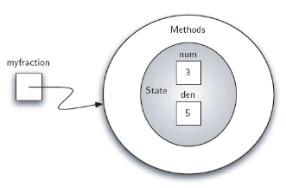 Methods
myfraction
num
3
State
den
5